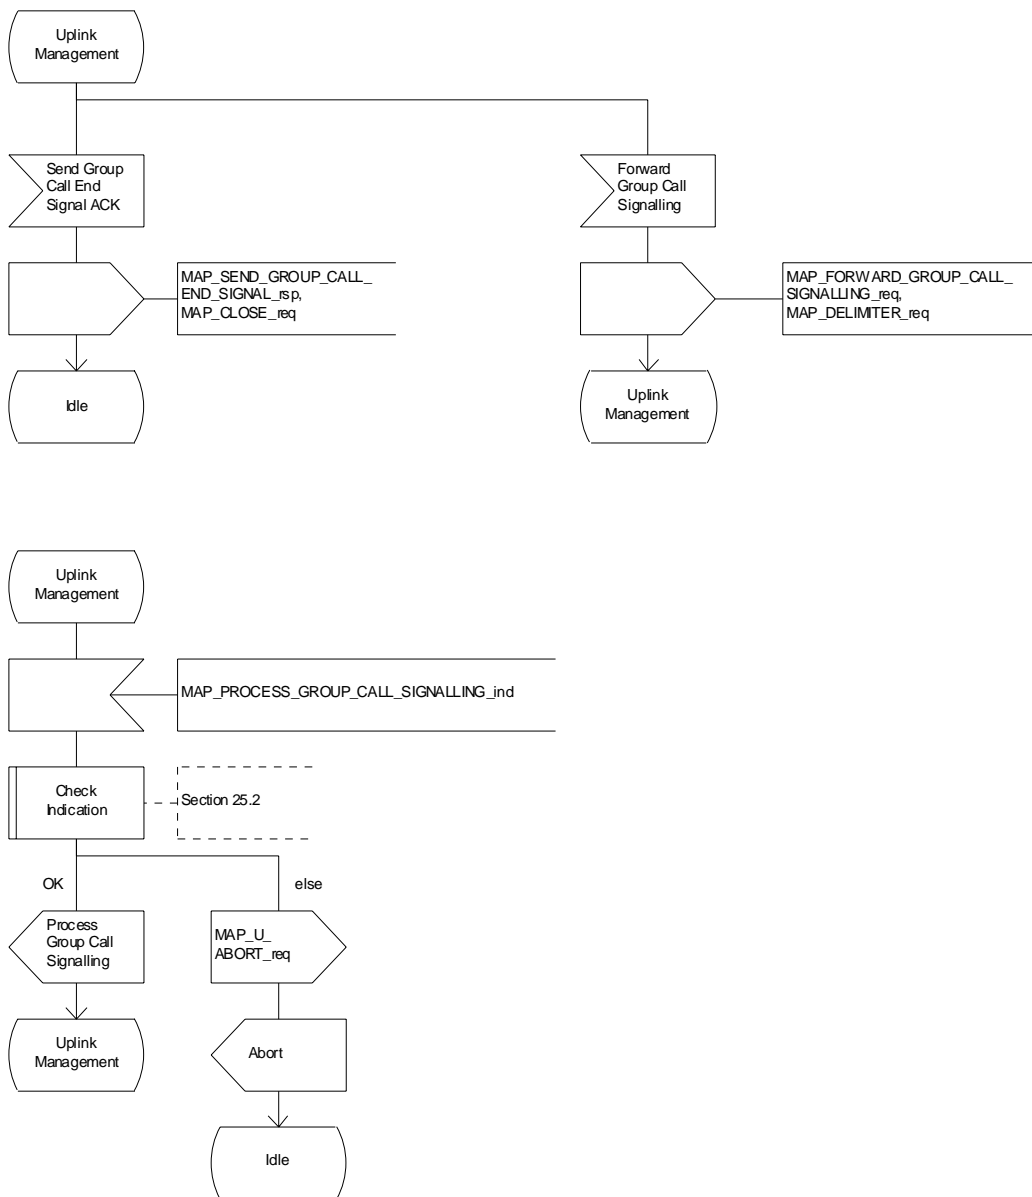 Uplink
Management
Send Group
Call End
Signal ACK
Forward
Group Call
Signalling
MAP_SEND_GROUP_CALL_
END_SIGNAL_rsp,
MAP_CLOSE_req
MAP_FORWARD_GROUP_CALL_
SIGNALLING_req,
MAP_DELIMITER_req
Idle
Uplink
Management
Uplink
Management
MAP_PROCESS_GROUP_CALL_SIGNALLING_ind
Check
Indication
Section 25.2
OK
else
Process
Group Call
Signalling
MAP_U_
ABORT_req
Uplink
Management
Abort
Idle